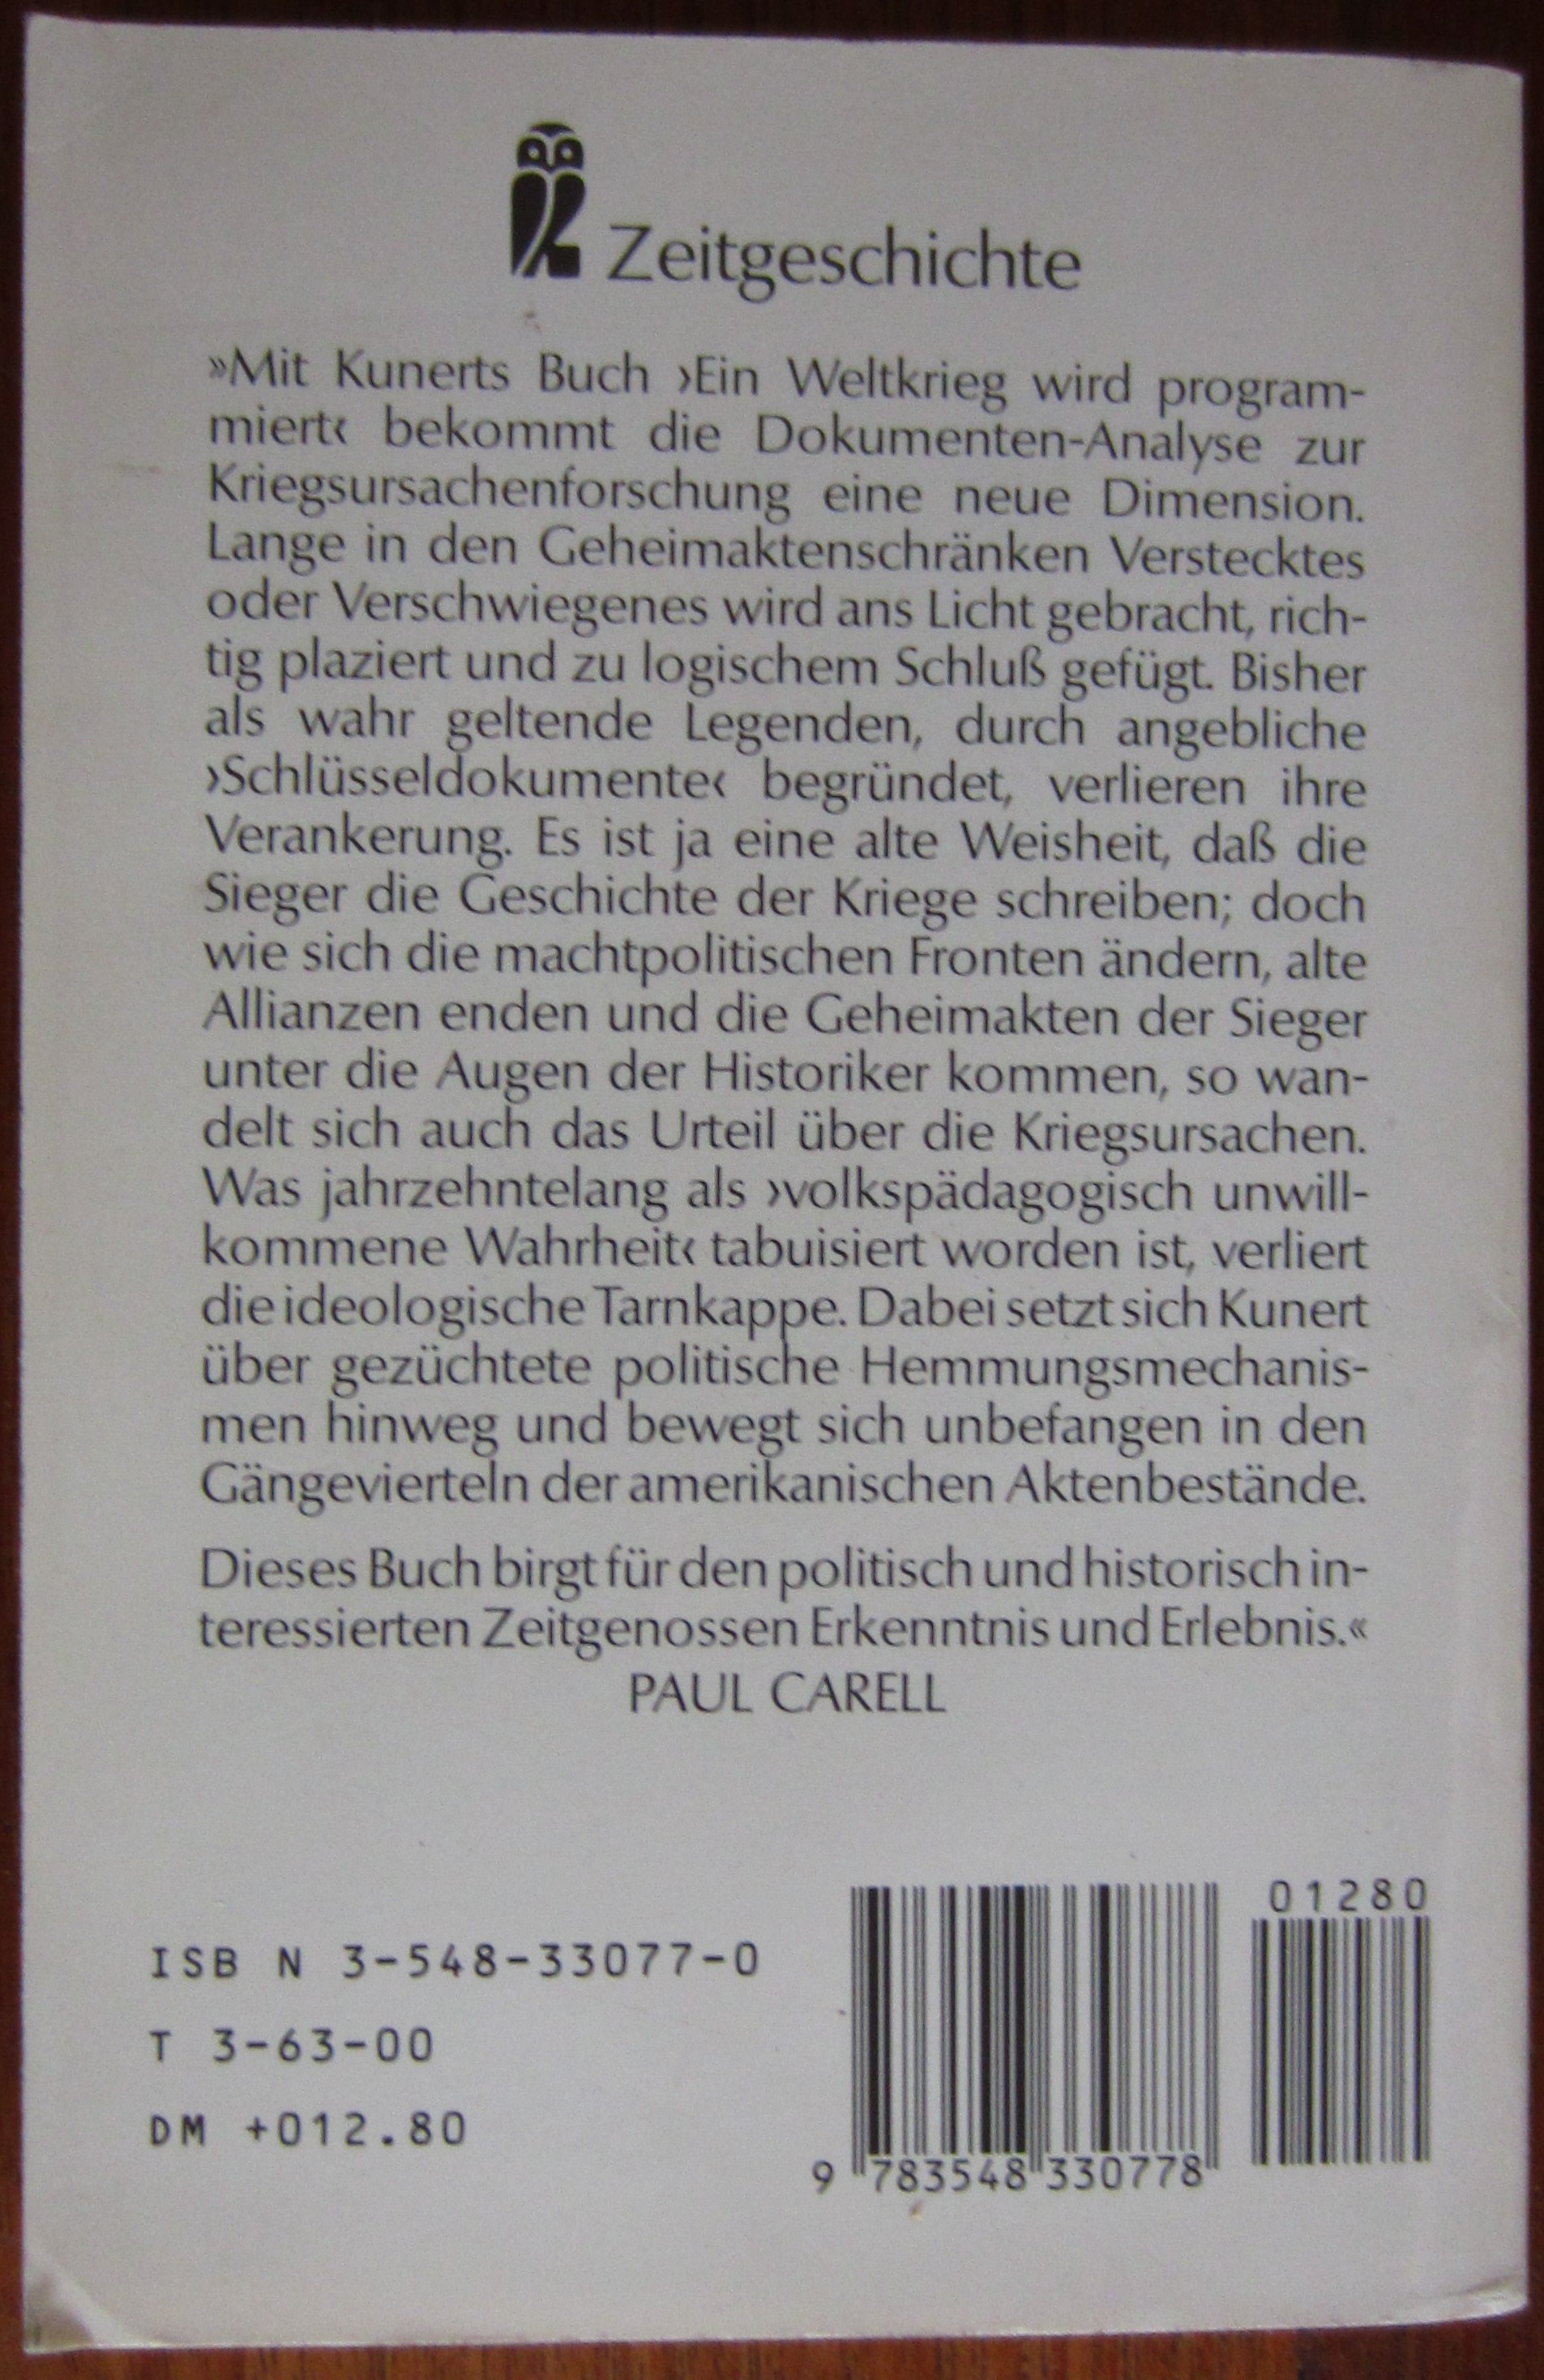 Zeitgeschichte
»Mit Kunerts Buch ›Ein Weltkrieg wird program-
miert‹ bekommt die Dokumenten-Analyse zur
Kriegsursachenforschung eine neue Dimension.
Lange in den Geheimaktenschränken Verstecktes
oder Verschwiegenes wird ans Licht gebracht, rich-
tig plaziert und zu logischem Schluß gefügt. Bisher
als wahr geltende Legenden, durch angebliche
›Schlüsseldokumente‹ begründet, verlieren ihre
Verankerung. Es ist ja eine alte Weisheit, daß die
Sieger die Geschichte der Kriege schreiben; doch
wie sich die machtpolitischen Fronten ändern, alte
Allianzen enden und die Geheimakten der Sieger
unter die Augen der Historiker kommen, so wan-
delt sich auch das Urteil über die Kriegsursachen.
Was jahrzehntelang als ›volkspädagogisch unwill-
kommene Wahrheit‹ tabuisiert worden ist, verliert
die ideologische Tarnkappe. Dabei setzt sich Kunert
über gezüchtete politische Hemmungsmechanis-
men hinweg und bewegt sich unbefangen in den
Gängevierteln der amerikanischen Aktenbestände.
Dieses Buch birgt für den politisch und historisch in-
teressierten Zeitgenossen Erkenntnis und Erlebnis.«
PAUL CARELL
ISB N 3-548-33077-0
T 3-63-00
DM +012.80
01280
9 783548 330778